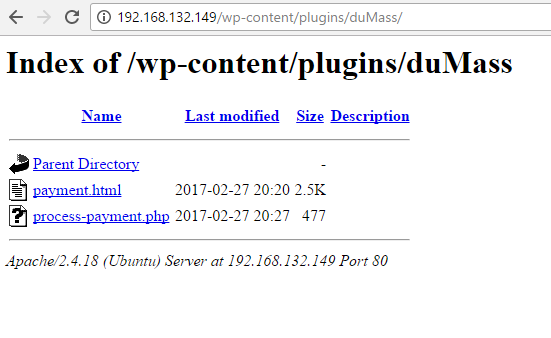 192.168.132.149/wp-content/plugins/duMass/
Index of /wp-content/plugins/duMass
Name Last modified Size Description
Parent Directory -
payment.html 2017-02-27 20:20 2.5K
process-payment.php 2017-02-27 20:27 477
Apache/2.4.18 (Ubuntu) Server at 192.168.132.149 Port 80